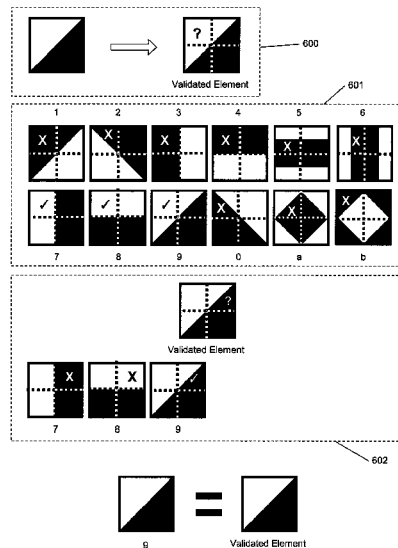 ?
600
Validated Element
601
1 2 3 4 5 6
X X X X X X
✓ ✓ ✓ X X X
7 8 9 0 a b
?
Validated Element
X X ✓
7 8 9
602
9 Validated Element